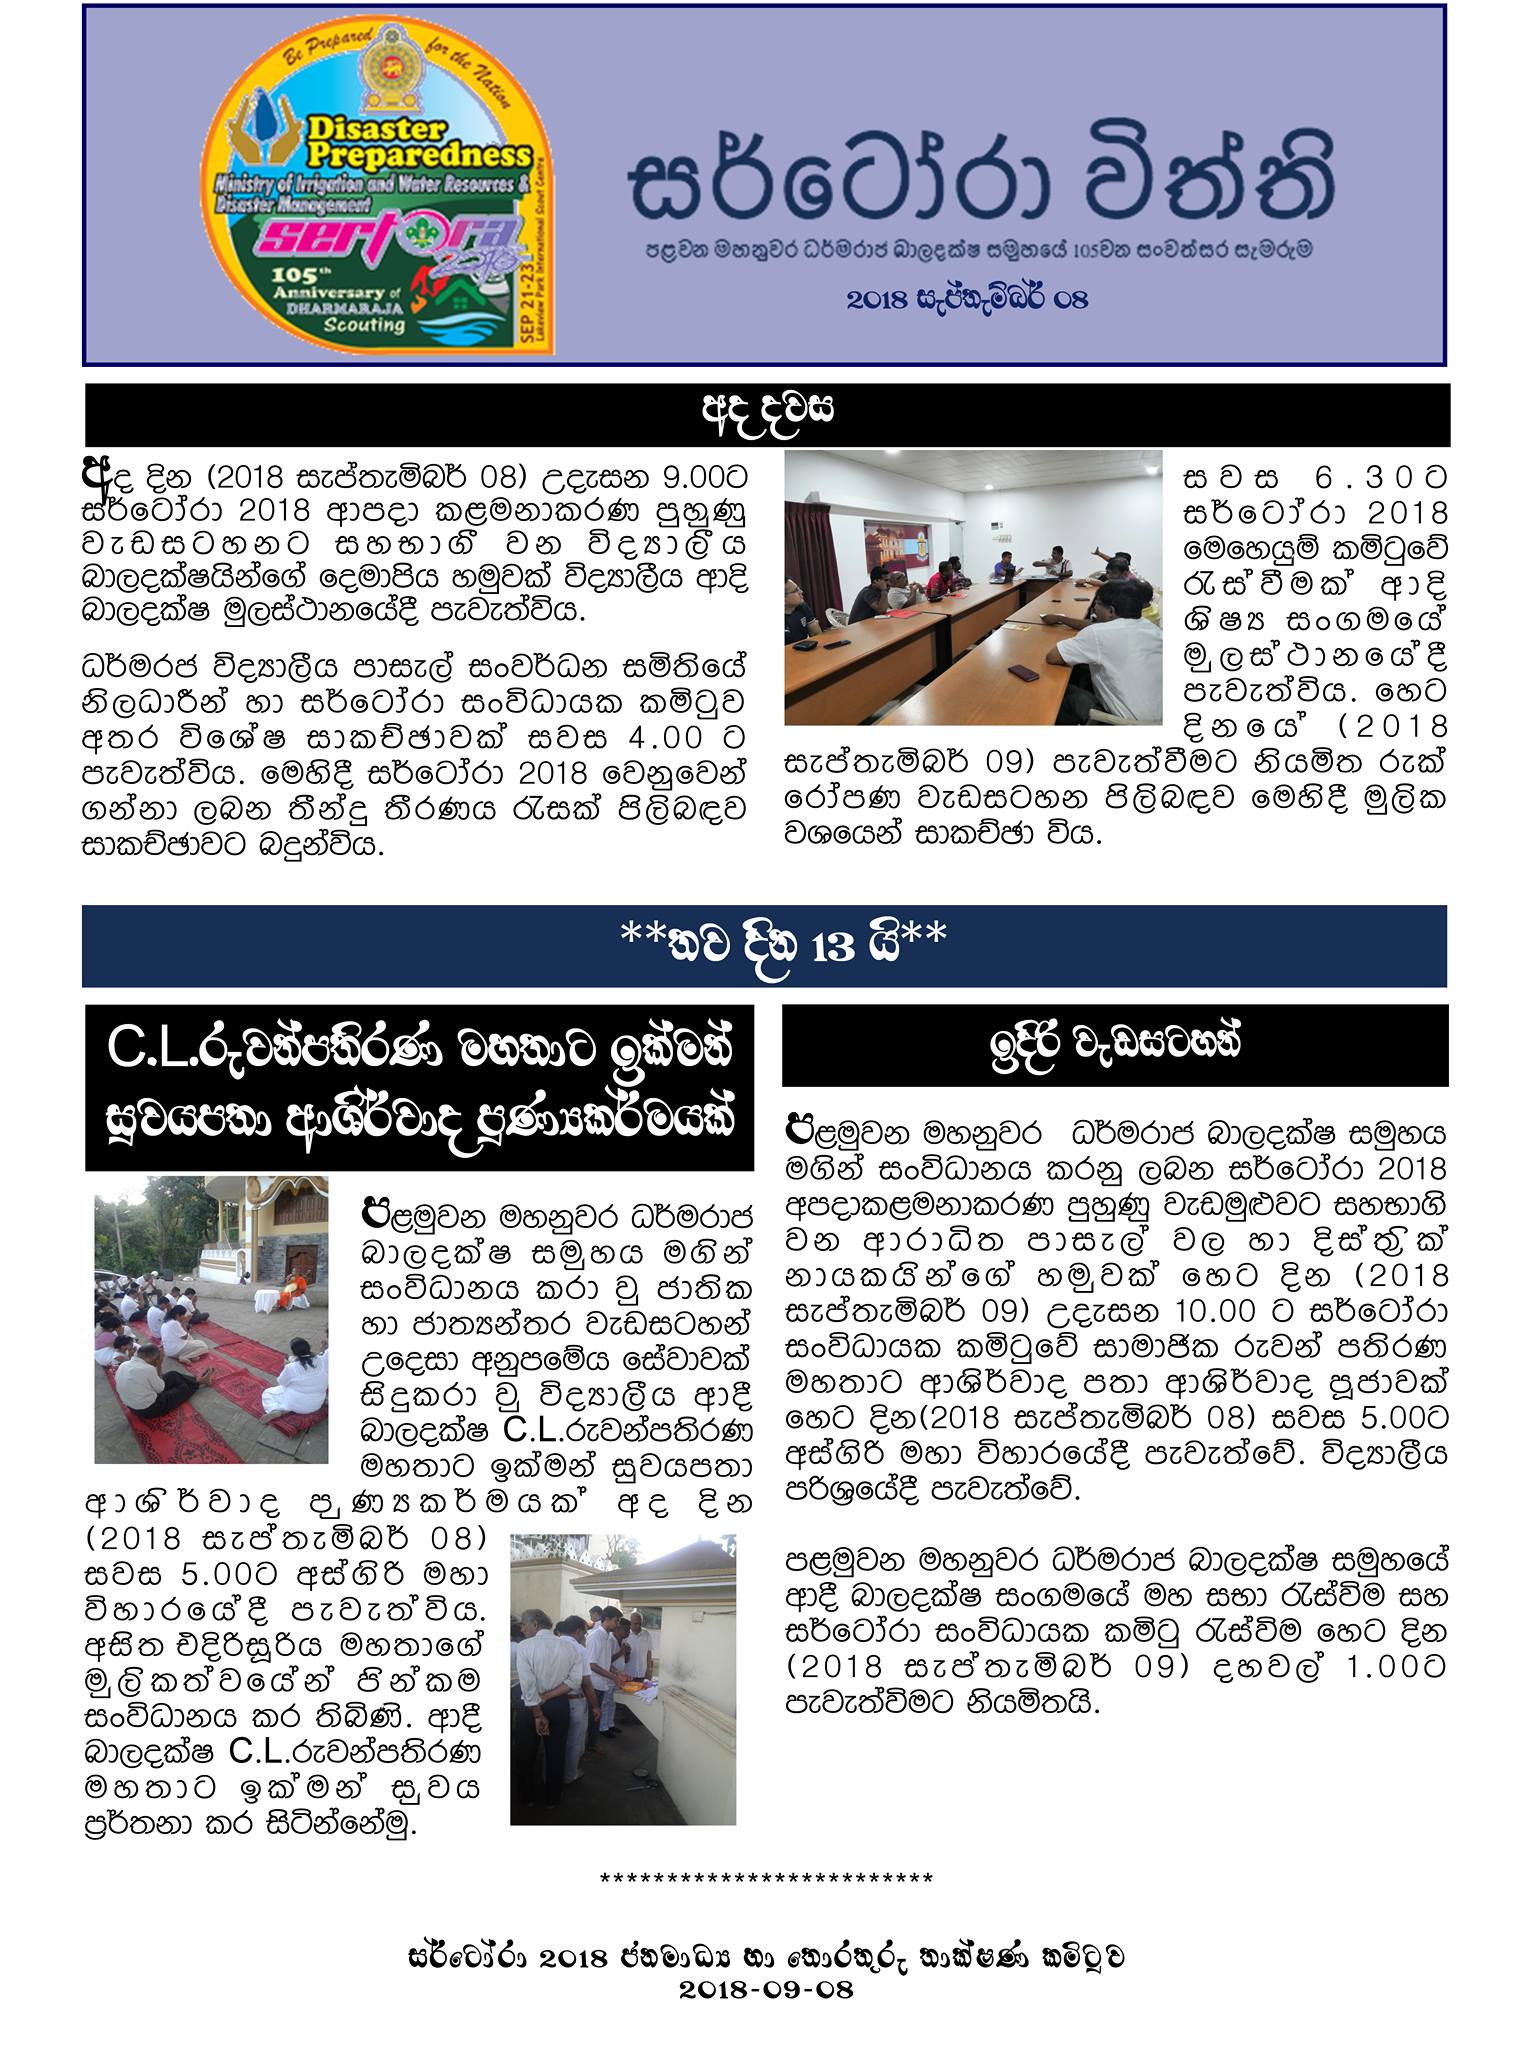 Be Prepared for the Nation
Disaster
Preparedness
Ministry of Irrigation and Water Resources &
Disaster Management
sertora
2018
105th
Anniversary of
DHARMARAJA
Scouting
SEP 21-23
Lakeview Park International Scout Centre
සර්ටෝරා විත්ති
පළවන මහනුවර ධර්මරාජ බාලදක්ෂ සමුහයේ 105වන සංවත්සර සැමරුම
2018 සැප්තැම්බර් 08
අද දවස
අද දින (2018 සැප්තැම්බර් 08) උදෑසන 9.00ට
සර්ටෝරා 2018 ආපදා කළමනාකරණ පුහුණු
වැඩසටහනට සහභාගී වන විද්‍යාලීය
බාලදක්ෂයින්ගේ දෙමාපිය හමුවක් විද්‍යාලීය ආදි
බාලදක්ෂ මුලස්ථානයේදී පැවැත්විය.
ධර්මරජ විද්‍යාලීය පාසැල් සංවර්ධන සමිතියේ
නිලධාරීන් හා සර්ටෝරා සංවිධායක කමිටුව
අතර විශේෂ සාකච්ඡාවක් සවස 4.00 ට
පැවැත්විය. මෙහිදී සර්ටෝරා 2018 වෙනුවෙන්
ගන්නා ලබන තීන්දු තීරණය රැසක් පිලිබඳව
සාකච්ඡාවට බදුන්විය.
සවස 6.30ට
සර්ටෝරා 2018
මෙහෙයුම් කමිටුවේ
රැස්වීමක් ආදි
ශිෂ්‍ය සංගමයේ
මුලස්ථානයේදී
පැවැත්විය. හෙට
දිනයේ (2018
සැප්තැම්බර් 09) පැවැත්වීමට නියමිත රුක්
රෝපණ වැඩසටහන පිලිබඳව මෙහිදී මුලික
වශයෙන් සාකච්ඡා විය.
**තව දින 13 යි**
C.L.රුවන්පතිරණ මහතාට ඉක්මන්
සුවයපතා ආශිර්වාද පුණ්‍යකර්මයක්
පළමුවන මහනුවර ධර්මරාජ
බාලදක්ෂ සමුහය මගින්
සංවිධානය කරා වු ජාතික
හා ජාත්‍යන්තර වැඩසටහන්
උදෙසා අනුපමේය සේවාවක්
සිදුකරා වු විද්‍යාලීය ආදී
බාලදක්ෂ C.L.රුවන්පතිරණ
මහතාට ඉක්මන් සුවයපතා
ආශිර්වාද පුණ්‍යකර්මයක් අද දින
(2018 සැප්තැම්බර් 08)
සවස 5.00ට අස්ගිරි මහා
විහාරයේදී පැවැත්විය.
අසිත එදිරිසූරිය මහතාගේ
මුලිකත්වයේන් පින්කම
සංවිධානය කර තිබිණි. ආදී
බාලදක්ෂ C.L.රුවන්පතිරණ
මහතාට ඉක්මන් සුවය
ප්‍රර්තනා කර සිටින්නේමු.
ඉදිරි වැඩසටහන්
පළමුවන මහනුවර ධර්මරාජ බාලදක්ෂ සමුහය
මගින් සංවිධානය කරනු ලබන සර්ටෝරා 2018
අපදාකළමනාකරණ පුහුණු වැඩමුළුවට සහභාගි
වන ආරාධිත පාසැල් වල හා දිස්ත්‍රික්
නායකයින්ගේ හමුවක් හෙට දින (2018
සැප්තැම්බර් 09) උදෑසන 10.00 ට සර්ටෝරා
සංවිධායක කමිටුවේ සාමාජික රුවන් පතිරණ
මහතාට ආශිර්වාද පතා ආශිර්වාද පූජාවක්
හෙට දින(2018 සැප්තැම්බර් 08) සවස 5.00ට
අස්ගිරි මහා විහාරයේදී පැවැත්වේ. විද්‍යාලීය
පරිශ්‍රයේදී පැවැත්වේ.
පළමුවන මහනුවර ධර්මරාජ බාලදක්ෂ සමුහයේ
ආදී බාලදක්ෂ සංගමයේ මහ සභා රැස්විම සහ
සර්ටෝරා සංවිධායක කමිටු රැස්විම හෙට දින
(2018 සැප්තැම්බර් 09) දහවල් 1.00ට
පැවැත්විමට නියමිතයි.
*************************
සර්ටෝරා 2018 ජනමාධ්‍ය හා තොරතුරු තාක්ෂණ කමිටුව
2018-09-08